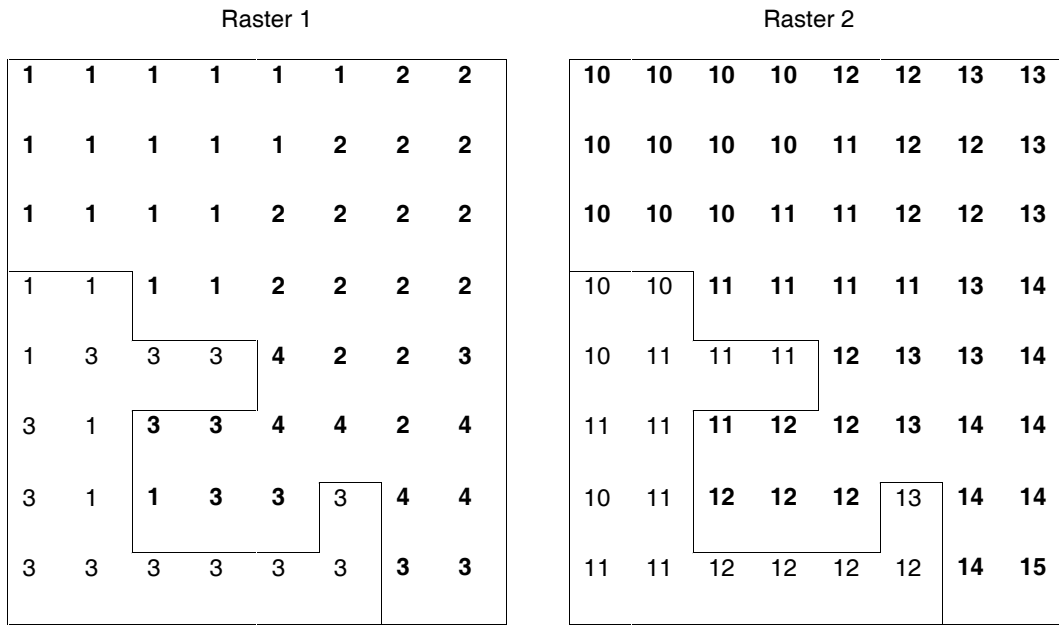 Raster 1 Raster 2
1 1 1 1 1 1 2 2 10 10 10 10 12 12 13 13
1 1 1 1 1 2 2 2 10 10 10 10 11 12 12 13
1 1 1 1 2 2 2 2 10 10 10 11 11 12 12 13
1 1 1 1 2 2 2 2 10 10 11 11 11 11 13 14
1 3 3 3 4 2 2 3 10 11 11 11 12 13 13 14
3 1 3 3 4 4 2 4 11 11 11 12 12 13 14 14
3 1 1 3 3 3 4 4 10 11 12 12 12 13 14 14
3 3 3 3 3 3 3 3 11 11 12 12 12 12 14 15